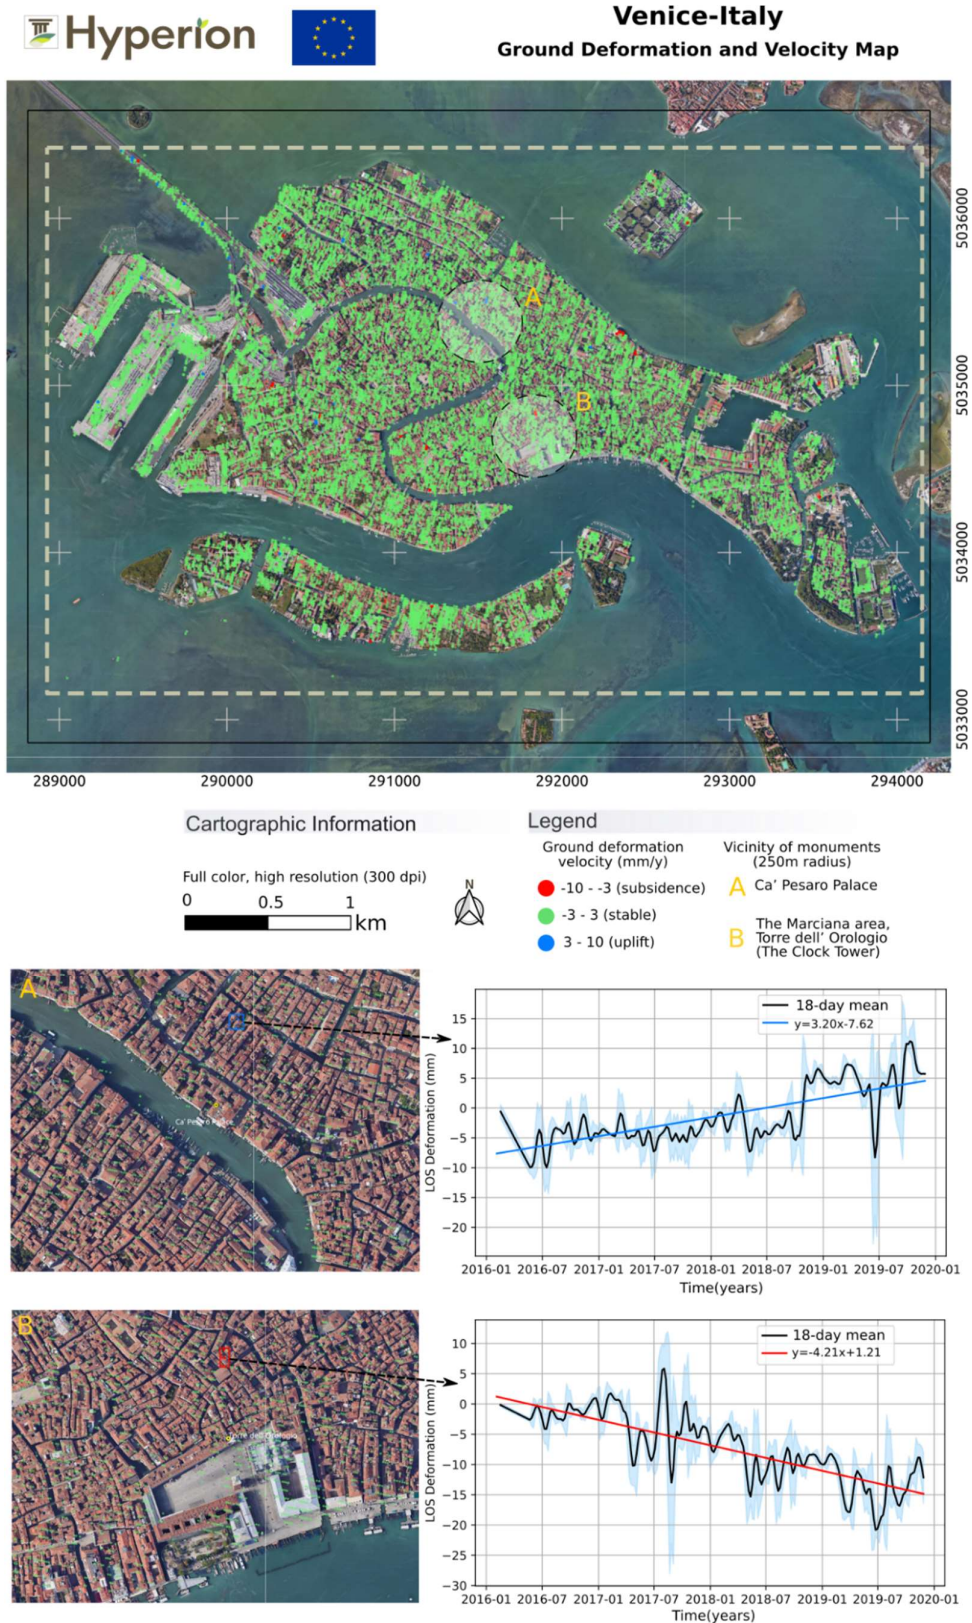 Hyperion
Venice-Italy
Ground Deformation and Velocity Map
A
B
5036000
5035000
5034000
5033000
289000 290000 291000 292000 293000 294000
Cartographic Information
Full color, high resolution (300 dpi)
0 0.5 1
km
N
Legend
Ground deformation
velocity (mm/y)
-10 - -3 (subsidence)
-3 - 3 (stable)
3 - 10 (uplift)
Vicinity of monuments
(250m radius)
A Ca’ Pesaro Palace
B The Marciana area,
Torre dell’ Orologio
(The Clock Tower)
A
Ca' Pesaro Palace
18-day mean
y=3.20x-7.62
LOS Deformation (mm)
15
10
5
0
−5
−10
−15
−20
2016-01 2016-07 2017-01 2017-07 2018-01 2018-07 2019-01 2019-07 2020-01
Time(years)
B
Torre dell'Orologio
18-day mean
y=-4.21x+1.21
LOS Deformation (mm)
10
5
0
−5
−10
−15
−20
−25
−30
2016-01 2016-07 2017-01 2017-07 2018-01 2018-07 2019-01 2019-07 2020-01
Time(years)